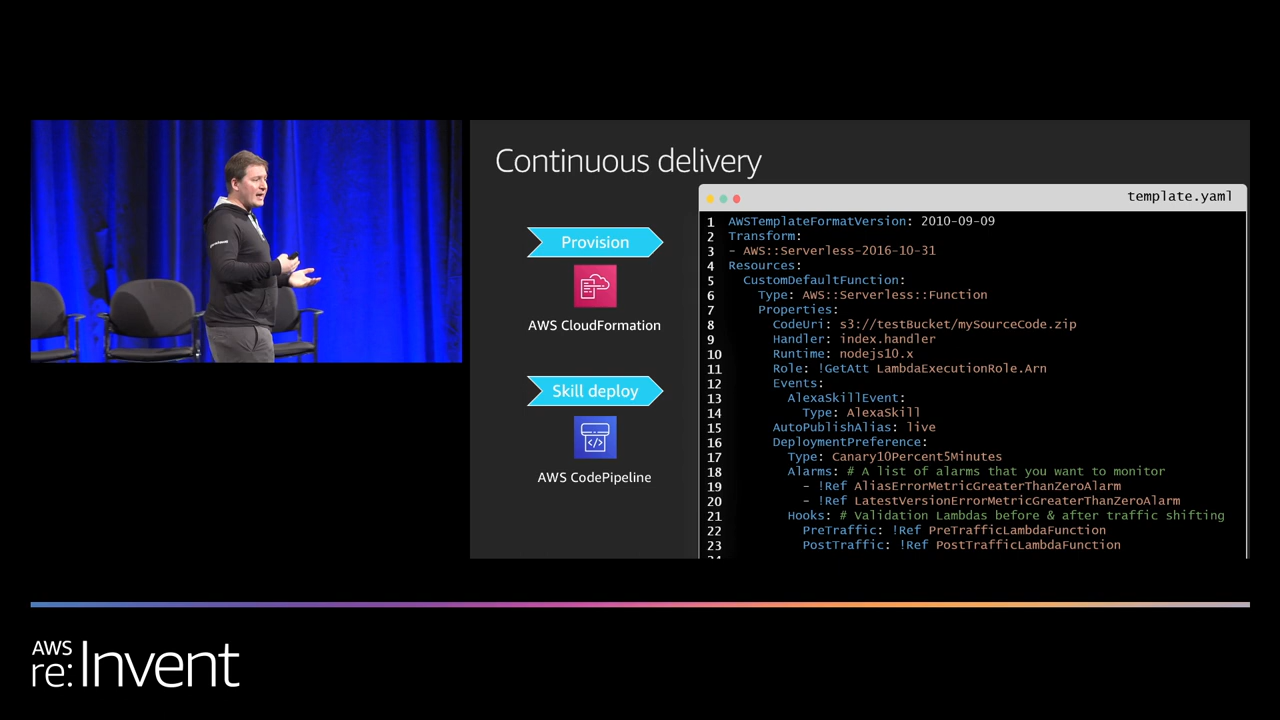 Continuous delivery
Provision
AWS CloudFormation
Skill deploy
AWS CodePipeline
template.yaml
1 AWSTemplateFormatVersion: 2010-09-09
2 Transform:
3 - AWS::Serverless-2016-10-31
4 Resources:
5   CustomDefaultFunction:
6     Type: AWS::Serverless::Function
7     Properties:
8       CodeUri: s3://testBucket/mySourceCode.zip
9       Handler: index.handler
10       Runtime: nodejs10.x
11       Role: !GetAtt LambdaExecutionRole.Arn
12       Events:
13         AlexaSkillEvent:
14           Type: AlexaSkill
15       AutoPublishAlias: live
16       DeploymentPreference:
17         Type: Canary10Percent5Minutes
18         Alarms: # A list of alarms that you want to monitor
19           - !Ref AliasErrorMetricGreaterThanZeroAlarm
20           - !Ref LatestVersionErrorMetricGreaterThanZeroAlarm
21         Hooks: # Validation Lambdas before & after traffic shifting
22           PreTraffic: !Ref PreTrafficLambdaFunction
23           PostTraffic: !Ref PostTrafficLambdaFunction
AWS
re:Invent